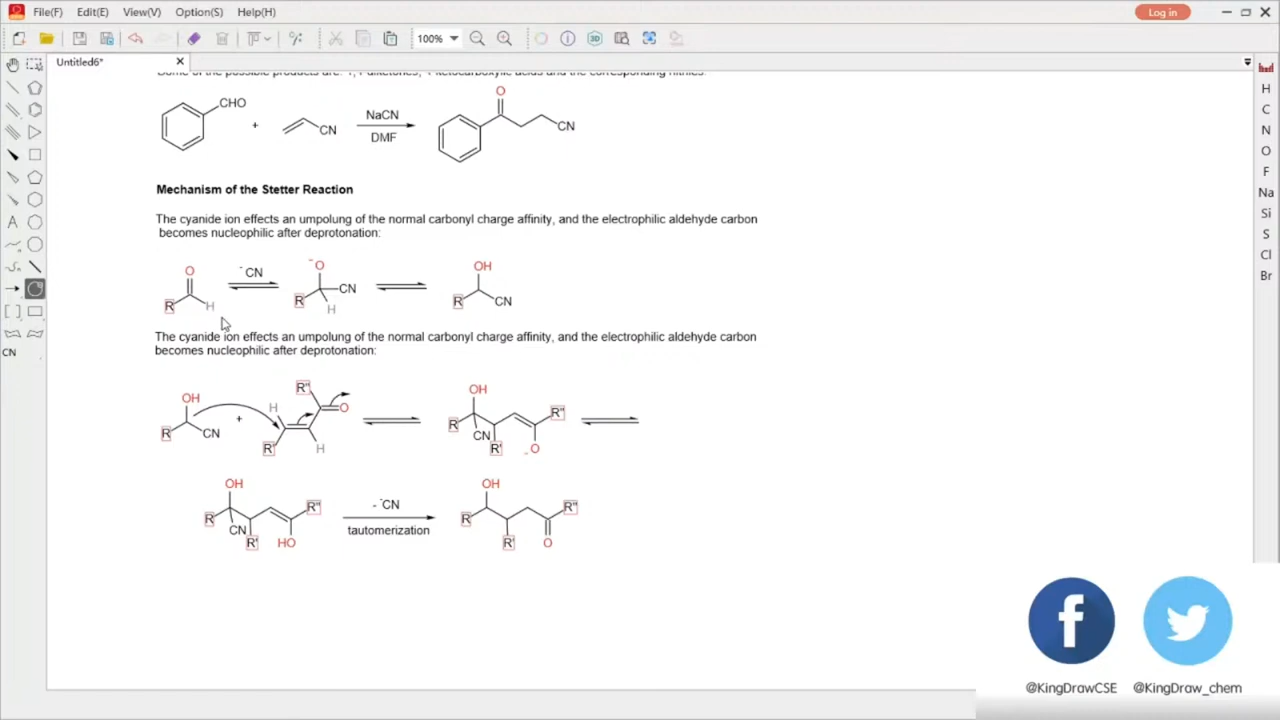 File(F) Edit(E) View(V) Option(S) Help(H) Log in
100%
Untitled6*
CHO
+
CN
NaCN
DMF
O
CN
Mechanism of the Stetter Reaction
The cyanide ion effects an umpolung of the normal carbonyl charge affinity, and the electrophilic aldehyde carbon
becomes nucleophilic after deprotonation:
O
R H
-CN
-O
R CN
H
OH
R CN
The cyanide ion effects an umpolung of the normal carbonyl charge affinity, and the electrophilic aldehyde carbon
becomes nucleophilic after deprotonation:
OH
R CN
+
R" O
H
R' H
OH
R R"
CN
R' -O
OH
R R"
CN
R' HO
- -CN
tautomerization
OH
R R"
R' O
H
C
N
O
F
Na
Si
S
Cl
Br
A
CN
3D
@KingDrawCSE @KingDraw_chem